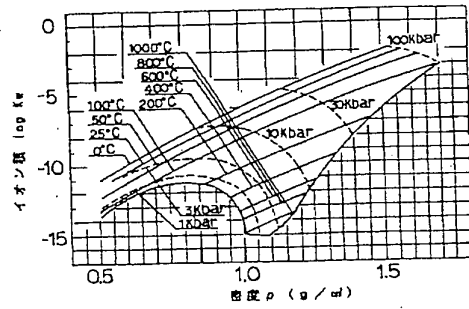 0
-5
-10
-15
イオン積 log Kw
1000°C
800°C
600°C
400°C
200°C
100°C
50°C
25°C
0°C
100Kbar
30Kbar
10Kbar
3Kbar
1Kbar
0.5
1.0
1.5
密度 ρ (g/㎤)